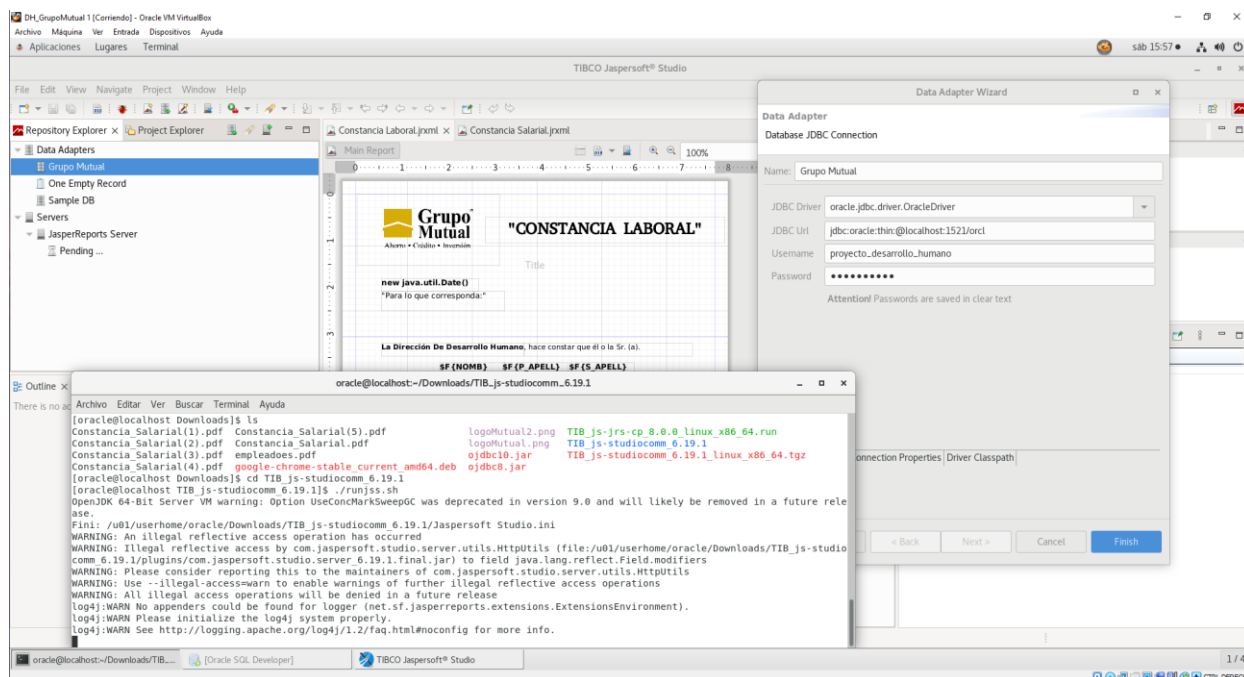 DH_GrupoMutual 1 [Corriendo] - Oracle VM VirtualBox
Archivo Máquina Ver Entrada Dispositivos Ayuda
Aplicaciones Lugares Terminal
sáb 15:57
TIBCO Jaspersoft® Studio
File Edit View Navigate Project Window Help
Repository Explorer Project Explorer
Data Adapters
Grupo Mutual
One Empty Record
Sample DB
Servers
JasperReports Server
Pending ...
Constancia Laboral.jrxml Constancia Salarial.jrxml
Main Report
100%
0 1 2 3 4 5 6 7 8
Grupo
Mutual
Ahorro • Crédito • Inversión
"CONSTANCIA LABORAL"
Title
new java.util.Date()
"Para lo que corresponda:"
La Dirección De Desarrollo Humano, hace constar que él o la Sr. (a).
$F{NOMB} $F{P_APELL} $F{S_APELL}
Data Adapter Wizard
Data Adapter
Database JDBC Connection
Name: Grupo Mutual
JDBC Driver oracle.jdbc.driver.OracleDriver
JDBC Url jdbc:oracle:thin:@localhost:1521/orcl
Username proyecto_desarrollo_humano
Password ••••••••••
Attention! Passwords are saved in clear text
onnection Properties Driver Classpath
< Back Next > Cancel Finish
Outline
There is no
oracle@localhost:~/Downloads/TIB_js-studiocomm_6.19.1
Archivo Editar Ver Buscar Terminal Ayuda
[oracle@localhost Downloads]$ ls
Constancia_Salarial(1).pdf Constancia_Salarial(5).pdf logoMutual2.png TIB_js-jrs-cp_8.0.0_linux_x86_64.run
Constancia_Salarial(2).pdf Constancia_Salarial.pdf logoMutual.png TIB_js-studiocomm_6.19.1
Constancia_Salarial(3).pdf empleadoes.pdf ojdbc10.jar TIB_js-studiocomm_6.19.1_linux_x86_64.tgz
Constancia_Salarial(4).pdf google-chrome-stable_current_amd64.deb ojdbc8.jar
[oracle@localhost Downloads]$ cd TIB_js-studiocomm_6.19.1
[oracle@localhost TIB_js-studiocomm_6.19.1]$ ./runjss.sh
OpenJDK 64-Bit Server VM warning: Option UseConcMarkSweepGC was deprecated in version 9.0 and will likely be removed in a future rele
ase.
Fini: /u01/userhome/oracle/Downloads/TIB_js-studiocomm_6.19.1/Jaspersoft Studio.ini
WARNING: An illegal reflective access operation has occurred
WARNING: Illegal reflective access by com.jaspersoft.studio.server.utils.HttpUtils (file:/u01/userhome/oracle/Downloads/TIB_js-studio
comm_6.19.1/plugins/com.jaspersoft.studio.server_6.19.1.final.jar) to field java.lang.reflect.Field.modifiers
WARNING: Please consider reporting this to the maintainers of com.jaspersoft.studio.server.utils.HttpUtils
WARNING: Use --illegal-access=warn to enable warnings of further illegal reflective access operations
WARNING: All illegal access operations will be denied in a future release
log4j:WARN No appenders could be found for logger (net.sf.jasperreports.extensions.ExtensionsEnvironment).
log4j:WARN Please initialize the log4j system properly.
log4j:WARN See http://logging.apache.org/log4j/1.2/faq.html#noconfig for more info.
oracle@localhost:~/Downloads/TIB_... [Oracle SQL Developer] TIBCO Jaspersoft® Studio 1/4